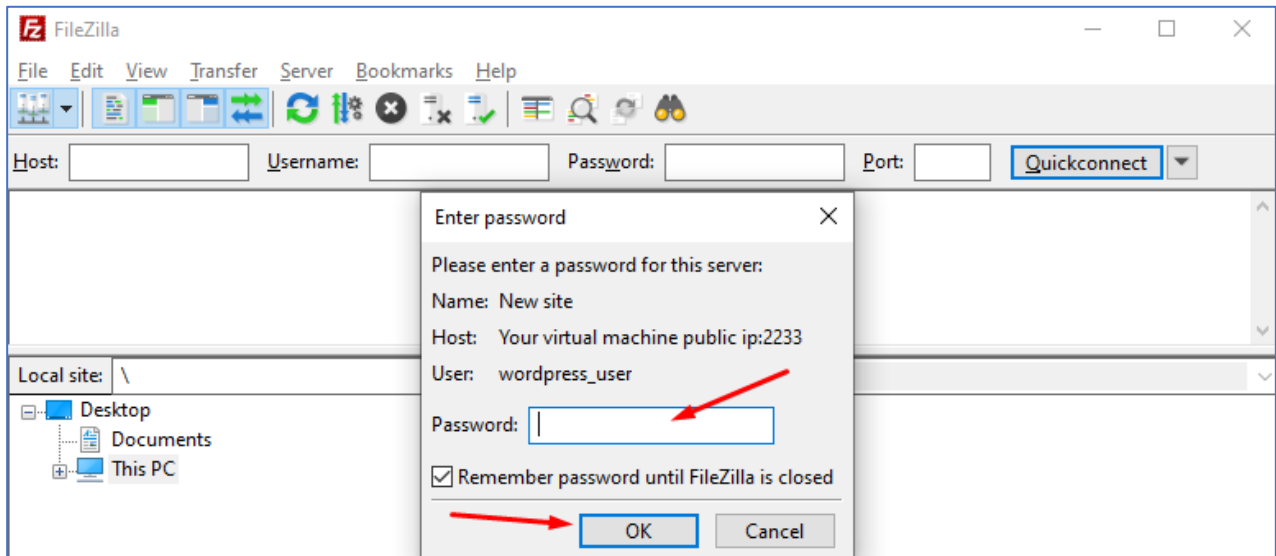 FileZilla
File Edit View Transfer Server Bookmarks Help
Host: Username: Password: Port: Quickconnect
Enter password
Please enter a password for this server:
Name: New site
Host: Your virtual machine public ip:2233
User: wordpress_user
Password:
Remember password until FileZilla is closed
OK Cancel
Local site: \
Desktop
Documents
This PC